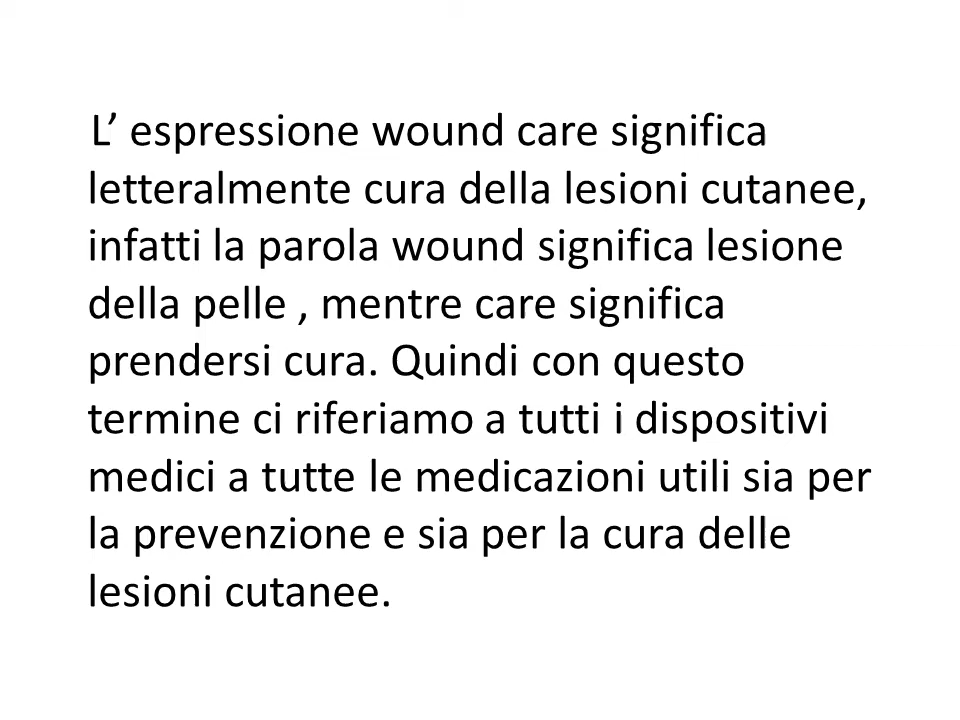 L’ espressione wound care significa
letteralmente cura della lesioni cutanee,
infatti la parola wound significa lesione
della pelle , mentre care significa
prendersi cura. Quindi con questo
termine ci riferiamo a tutti i dispositivi
medici a tutte le medicazioni utili sia per
la prevenzione e sia per la cura delle
lesioni cutanee.